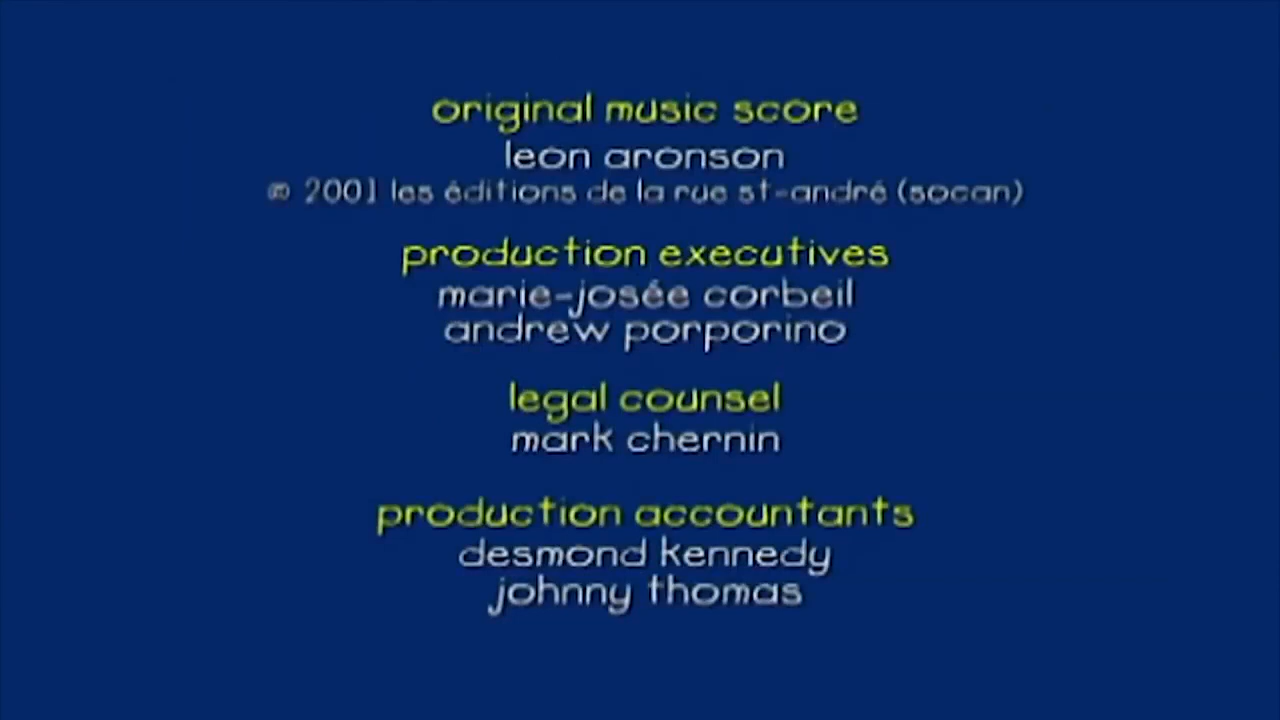 original music score
leon aronson
© 2001 les éditions de la rue st-andré (socan)
production executives
marie-josée corbeil
andrew porporino
legal counsel
mark chernin
production accountants
desmond kennedy
johnny thomas